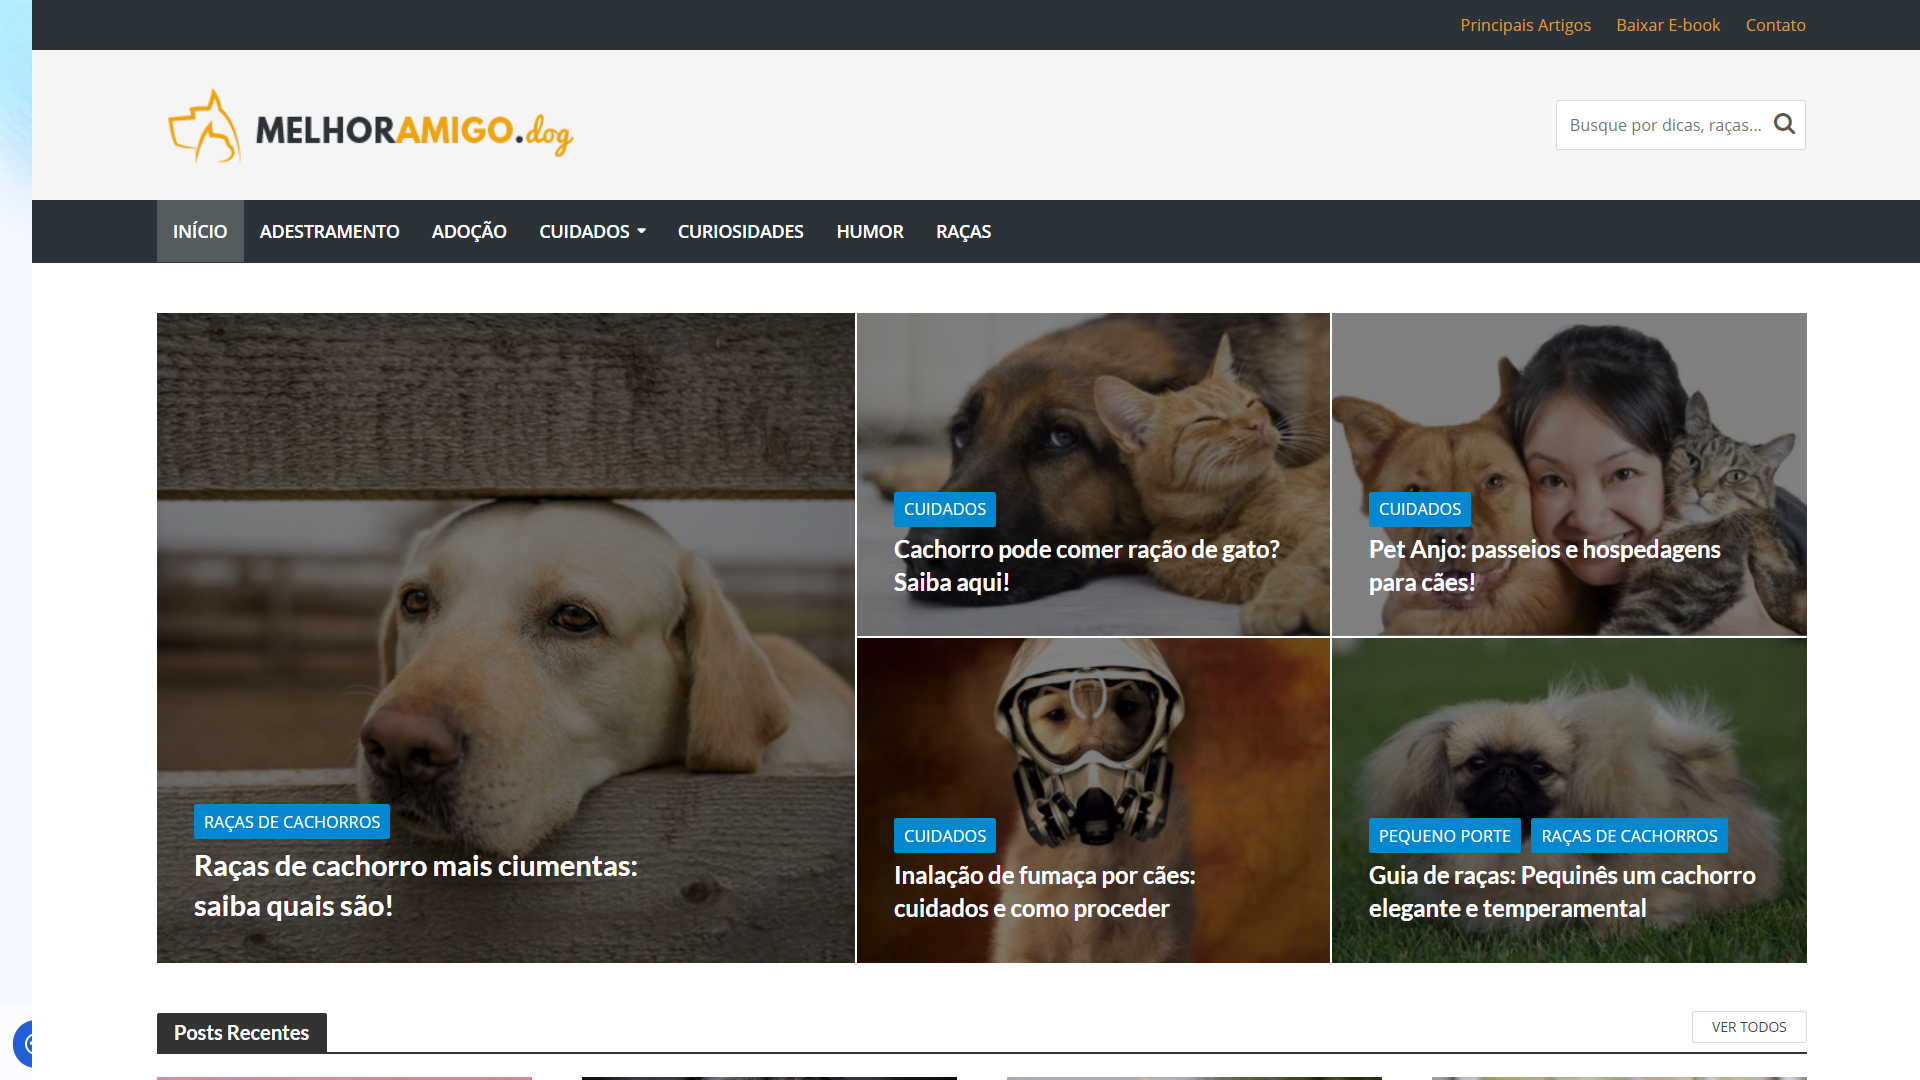 Principais Artigos Baixar E-book Contato
MELHORAMIGO.dog
Busque por dicas, raças...
INÍCIO ADESTRAMENTO ADOÇÃO CUIDADOS CURIOSIDADES HUMOR RAÇAS
RAÇAS DE CACHORROS
Raças de cachorro mais ciumentas:
saiba quais são!
CUIDADOS
Cachorro pode comer ração de gato?
Saiba aqui!
CUIDADOS
Pet Anjo: passeios e hospedagens
para cães!
CUIDADOS
Inalação de fumaça por cães:
cuidados e como proceder
PEQUENO PORTE RAÇAS DE CACHORROS
Guia de raças: Pequinês um cachorro
elegante e temperamental
Posts Recentes
VER TODOS